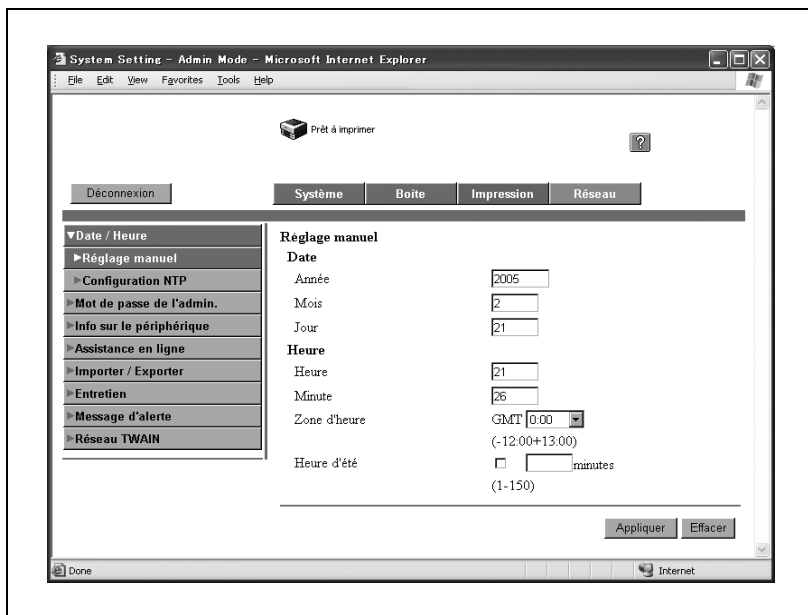 System Setting - Admin Mode - Microsoft Internet Explorer
File Edit View Favorites Tools Help
Prêt à imprimer
?
Déconnexion
Système Boîte Impression Réseau
▼Date / Heure
▶Réglage manuel
▶Configuration NTP
▶Mot de passe de l'admin.
▶Info sur le périphérique
▶Assistance en ligne
▶Importer / Exporter
▶Entretien
▶Message d'alerte
▶Réseau TWAIN
Réglage manuel
Date
Année 2005
Mois 2
Jour 21
Heure
Heure 21
Minute 26
Zone d'heure GMT 0:00
(-12:00+13:00)
Heure d'été minutes
(1-150)
Appliquer Effacer
Done Internet